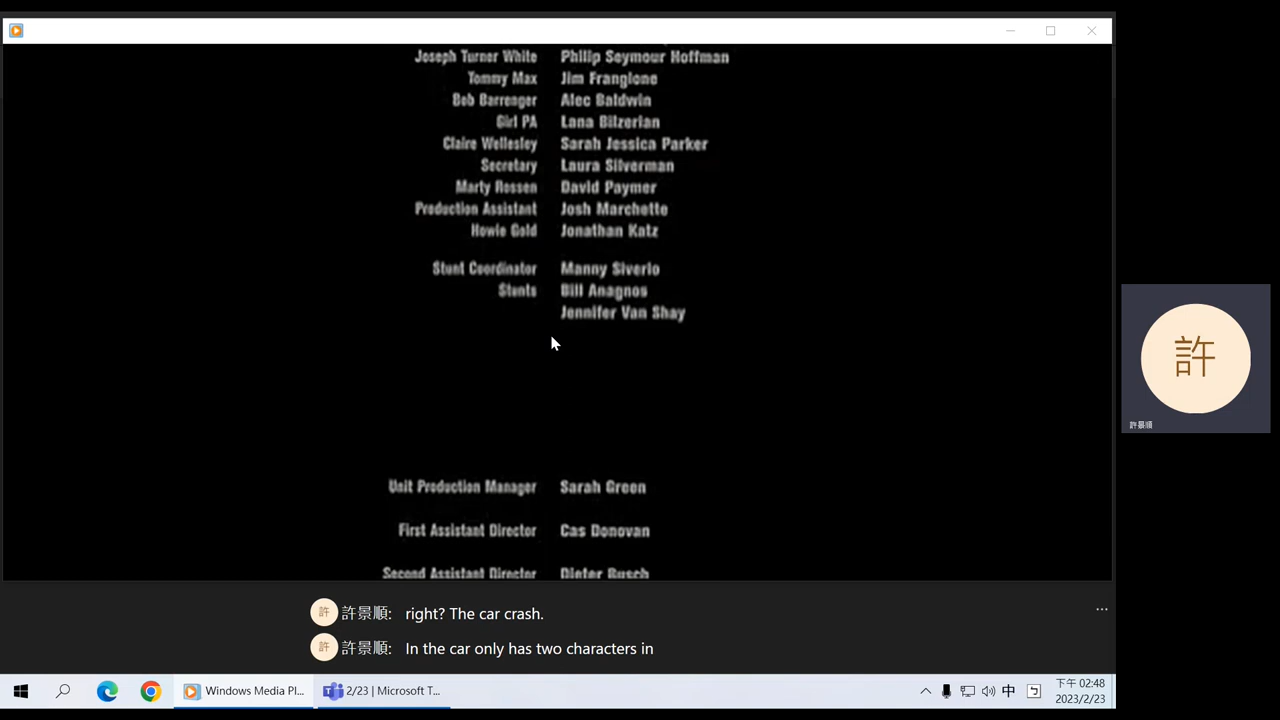 Joseph Turner White Philip Seymour Hoffman
Tommy Max Jim Frangione
Bob Barrenger Alec Baldwin
Girl PA Lana Bilzerian
Claire Wellesley Sarah Jessica Parker
Secretary Laura Silverman
Marty Rossen David Paymer
Production Assistant Josh Marchette
Howie Gold Jonathan Katz
Stunt Coordinator Manny Siverio
Stunts Bill Anagnos
Jennifer Van Shay
Unit Production Manager Sarah Green
First Assistant Director Cas Donovan
Second Assistant Director Dieter Busch
許
許景順
許 許景順: right? The car crash.
許 許景順: In the car only has two characters in
Windows Media Pl...
2/23 | Microsoft T...
中
下午 02:48
2023/2/23